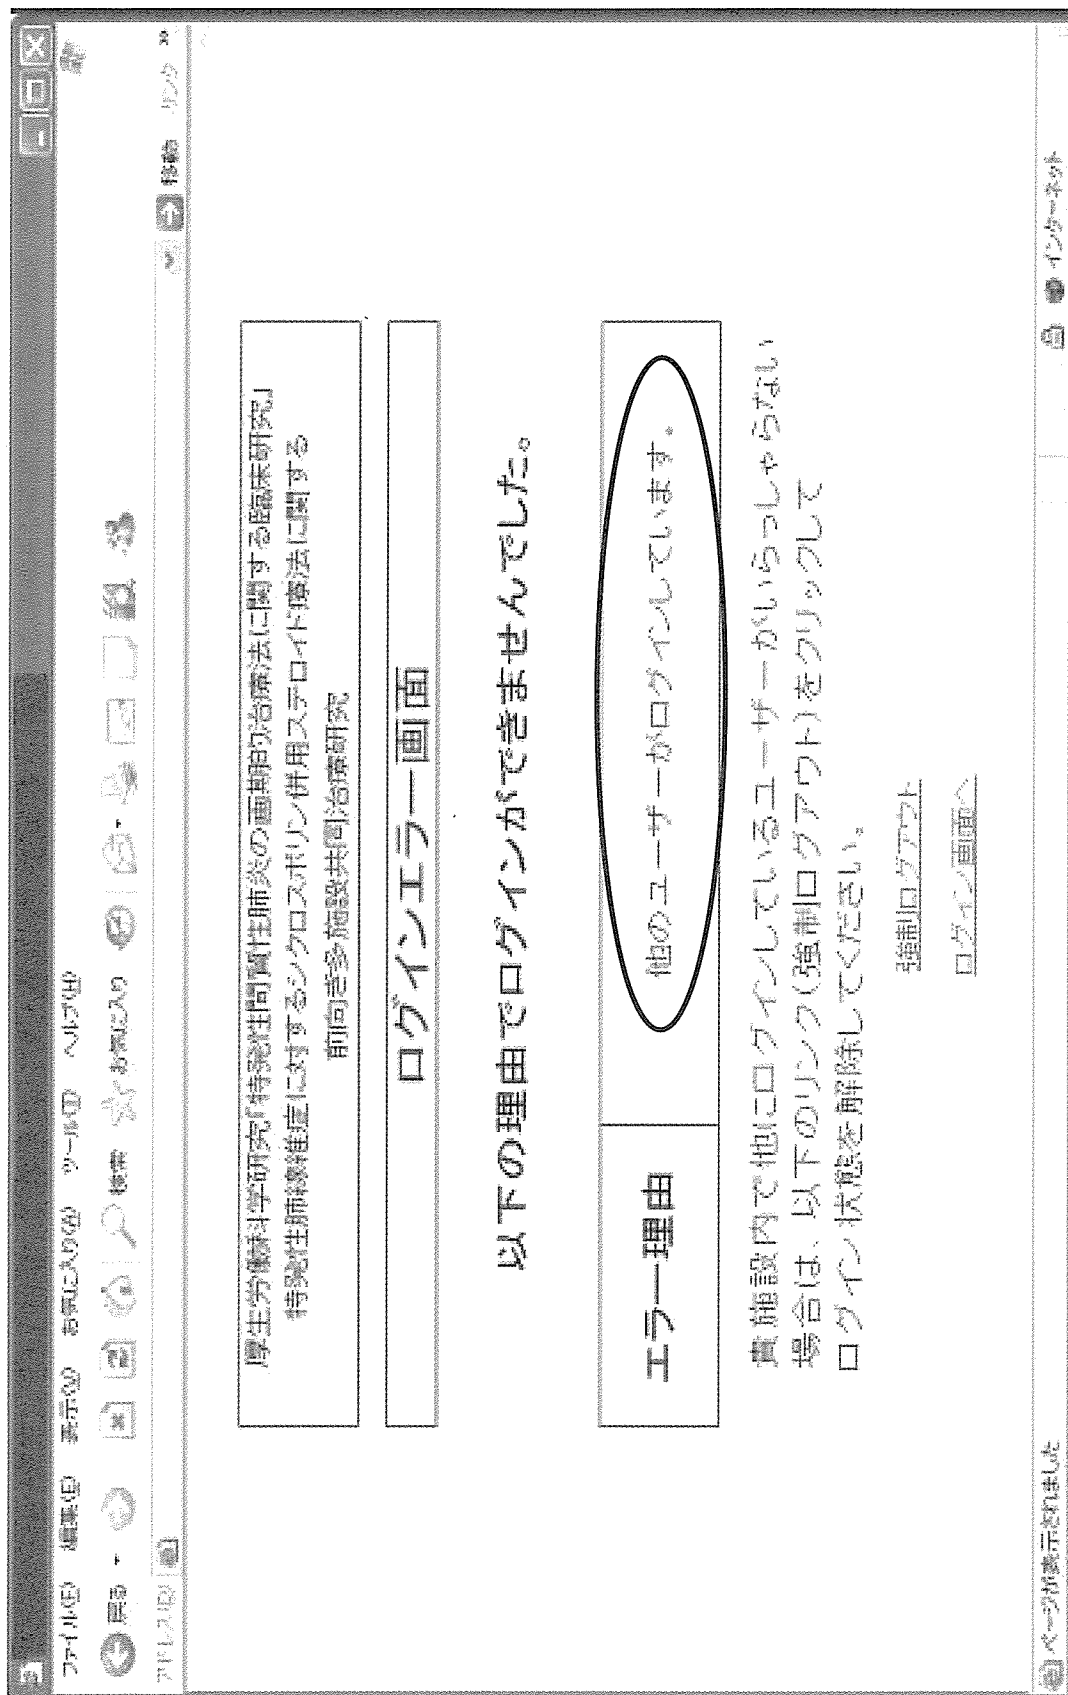 ファイル(F) 編集(E) 表示(V) お気に入り(A) ツール(T) ヘルプ(H)
戻る 検索 お気に入り
アドレス(D) 移動 リンク »
厚生労働科学研究「特発性間質性肺炎の画期的治療法に関する臨床研究」
特発性肺線維症に対するシクロスポリン併用ステロイド療法に関する
前向き多施設共同治療研究
ログインエラー画面
以下の理由でログインができませんでした。
エラー理由 他のユーザーがログインしています。
貴施設内で他にログインしているユーザーがいらっしゃらない
場合は、以下のリンク(強制ログアウト)をクリックして
ログイン状態を解除してください。
強制ログアウト
ログイン画面へ
ページが表示されました インターネット